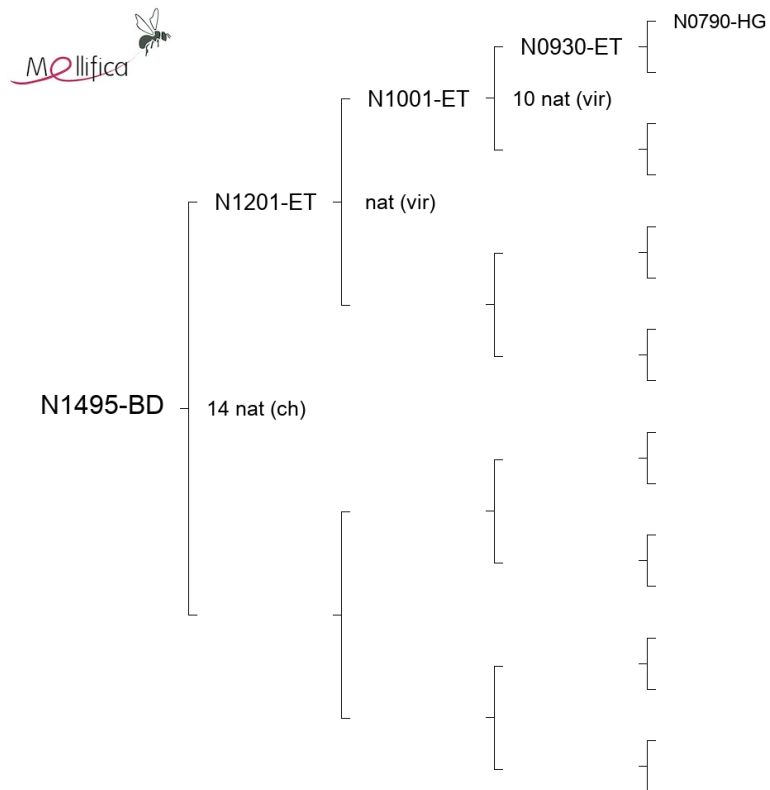 N0790-HG
N0930-ET
Mellifica
N1001-ET
10 nat (vir)
N1201-ET
nat (vir)
N1495-BD
14 nat (ch)